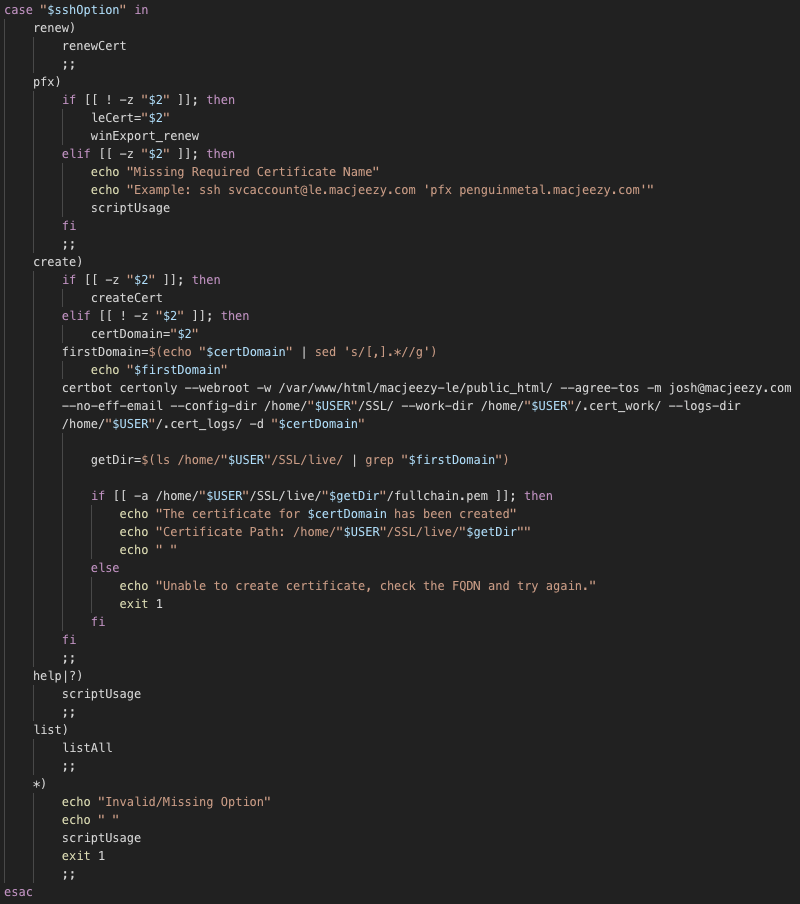 case "$sshOption" in
    renew)
        renewCert
        ;;
    pfx)
        if [[ ! -z "$2" ]]; then
            leCert="$2"
            winExport_renew
        elif [[ -z "$2" ]]; then
            echo "Missing Required Certificate Name"
            echo "Example: ssh svcaccount@le.macjeezy.com 'pfx penguinmetal.macjeezy.com'"
            scriptUsage
        fi
        ;;
    create)
        if [[ -z "$2" ]]; then
            createCert
        elif [[ ! -z "$2" ]]; then
            certDomain="$2"
        firstDomain=$(echo "$certDomain" | sed 's/[,].*//g')
            echo "$firstDomain"
        certbot certonly --webroot -w /var/www/html/macjeezy-le/public_html/ --agree-tos -m josh@macjeezy.com
        --no-eff-email --config-dir /home/"$USER"/SSL/ --work-dir /home/"$USER"/.cert_work/ --logs-dir
        /home/"$USER"/.cert_logs/ -d "$certDomain"

            getDir=$(ls /home/"$USER"/SSL/live/ | grep "$firstDomain")

            if [[ -a /home/"$USER"/SSL/live/"$getDir"/fullchain.pem ]]; then
                echo "The certificate for $certDomain has been created"
                echo "Certificate Path: /home/"$USER"/SSL/live/"$getDir""
                echo " "
            else
                echo "Unable to create certificate, check the FQDN and try again."
                exit 1
            fi
        fi
        ;;
    help|?)
        scriptUsage
        ;;
    list)
        listAll
        ;;
    *)
        echo "Invalid/Missing Option"
        echo " "
        scriptUsage
        exit 1
        ;;
esac